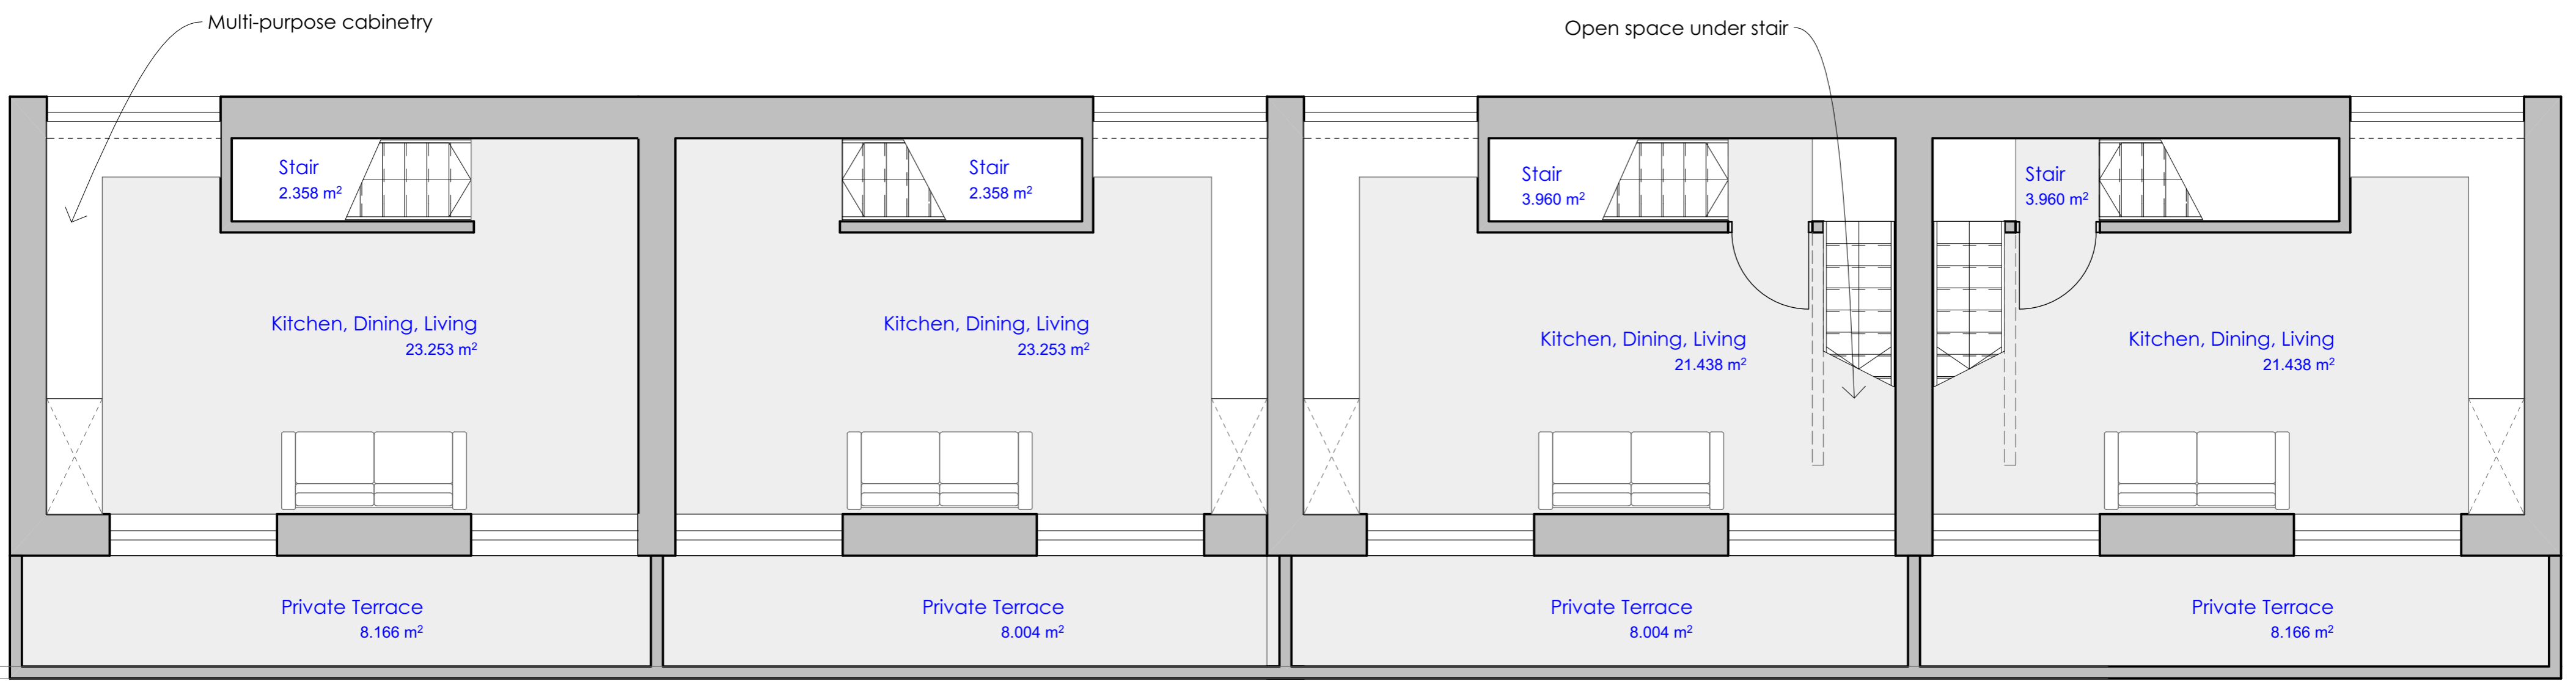 Multi-purpose cabinetry
Open space under stair
Stair
2.358 m²
Stair
2.358 m²
Stair
3.960 m²
Stair
3.960 m²
Kitchen, Dining, Living
23.253 m²
Kitchen, Dining, Living
23.253 m²
Kitchen, Dining, Living
21.438 m²
Kitchen, Dining, Living
21.438 m²
Private Terrace
8.166 m²
Private Terrace
8.004 m²
Private Terrace
8.004 m²
Private Terrace
8.166 m²